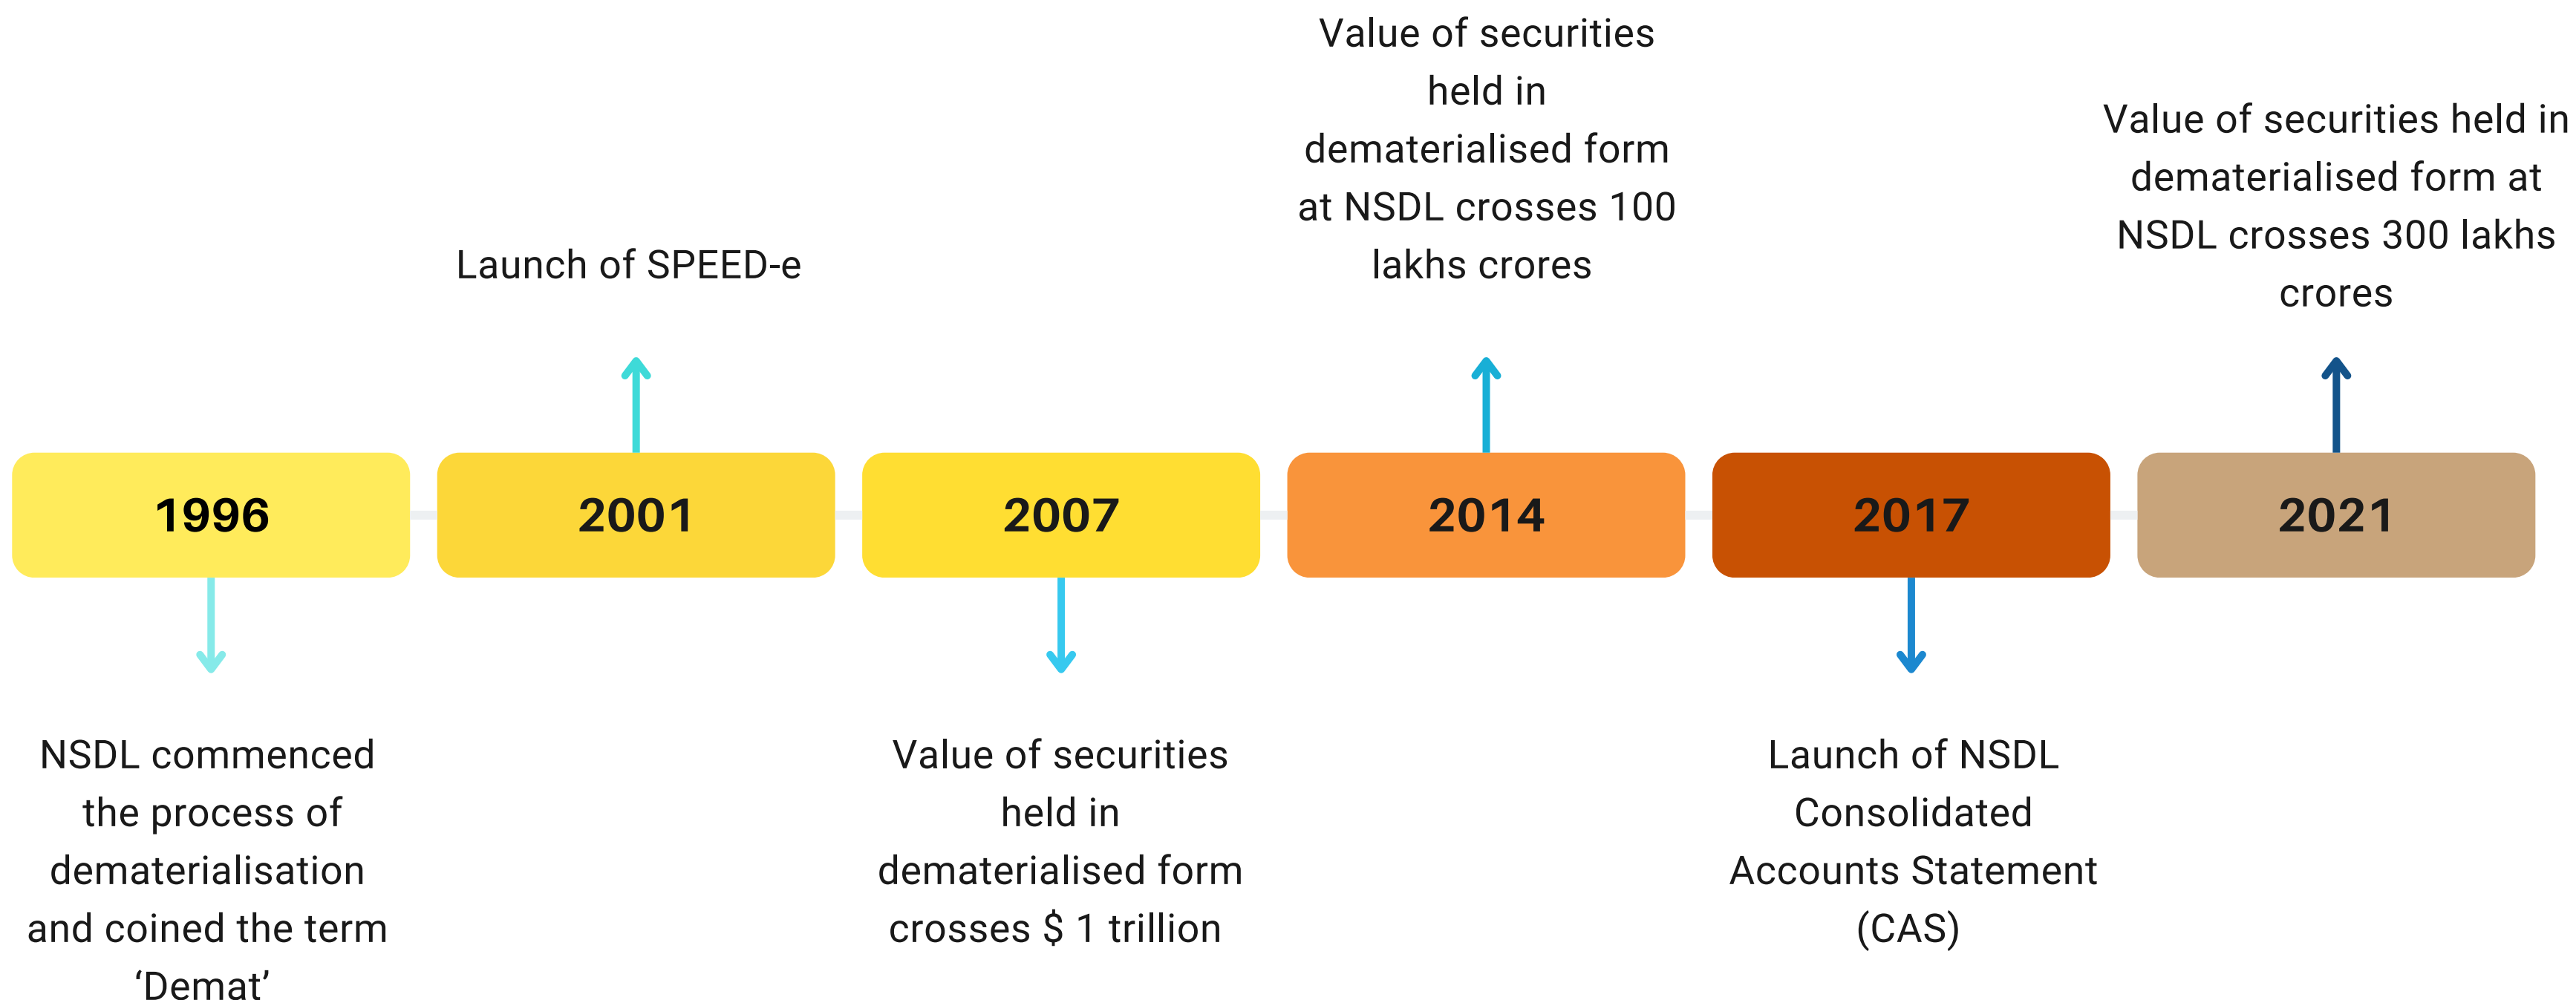 Value of securities
held in
dematerialised form
at NSDL crosses 100
lakhs crores
Value of securities held in
dematerialised form at
NSDL crosses 300 lakhs
crores
Launch of SPEED-e
1996
2001
2007
2014
2017
2021
NSDL commenced
the process of
dematerialisation
and coined the term
‘Demat’
Value of securities
held in
dematerialised form
crosses $ 1 trillion
Launch of NSDL
Consolidated
Accounts Statement
(CAS)